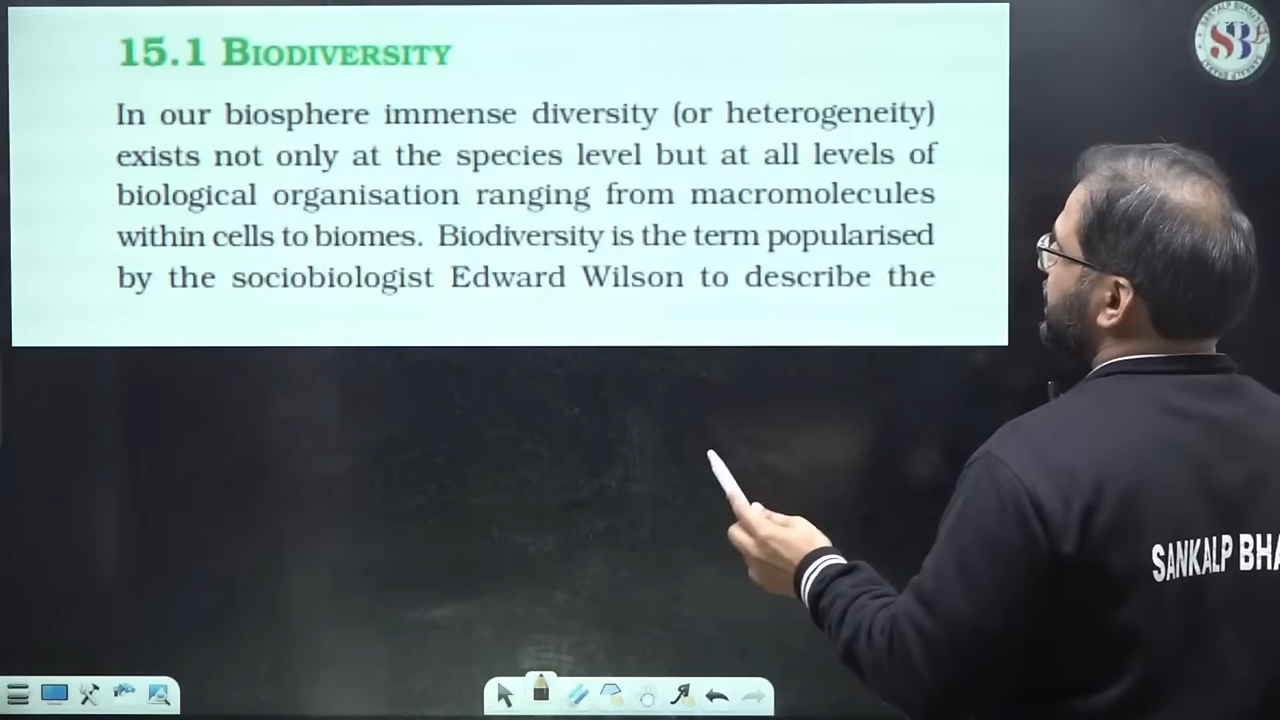 15.1 BIODIVERSITY
In our biosphere immense diversity (or heterogeneity)
exists not only at the species level but at all levels of
biological organisation ranging from macromolecules
within cells to biomes. Biodiversity is the term popularised
by the sociobiologist Edward Wilson to describe the
SB
SANKALP BHA